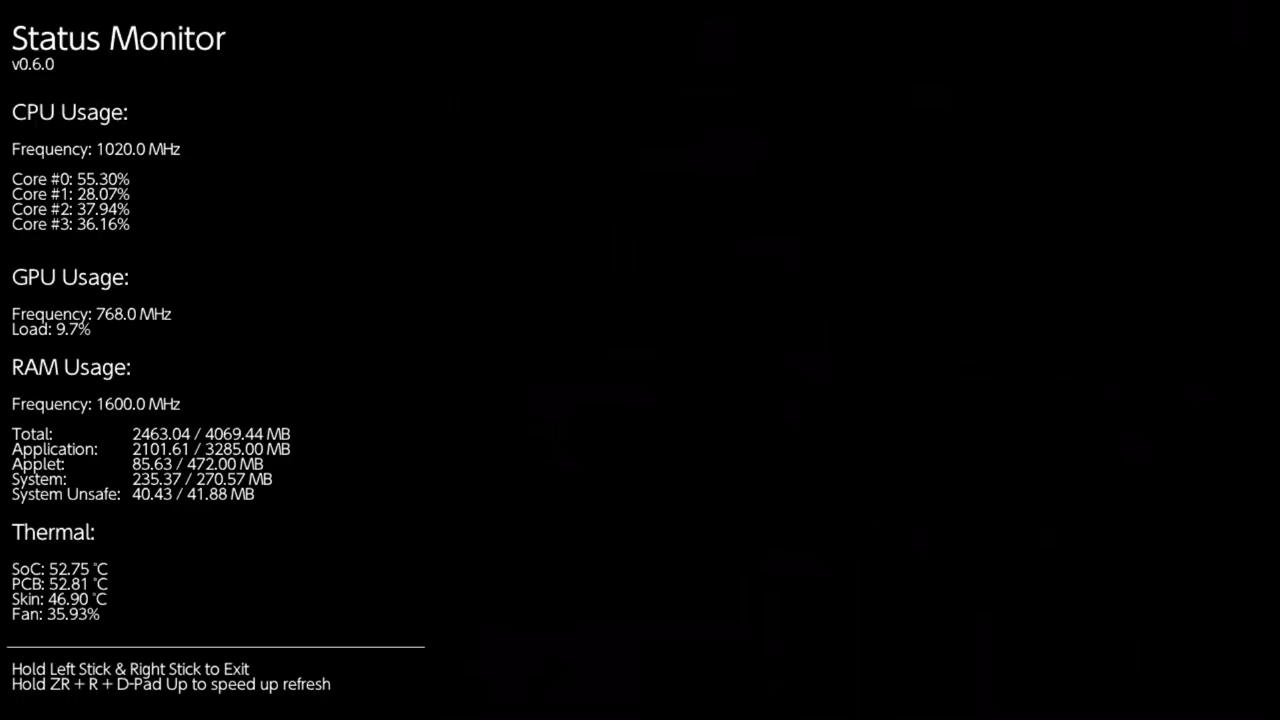 Status Monitor
v0.6.0
CPU Usage:
Frequency: 1020.0 MHz
Core #0: 55.30%
Core #1: 28.07%
Core #2: 37.94%
Core #3: 36.16%
GPU Usage:
Frequency: 768.0 MHz
Load: 9.7%
RAM Usage:
Frequency: 1600.0 MHz
Total: 2463.04 / 4069.44 MB
Application: 2101.61 / 3285.00 MB
Applet: 85.63 / 472.00 MB
System: 235.37 / 270.57 MB
System Unsafe: 40.43 / 41.88 MB
Thermal:
SoC: 52.75 °C
PCB: 52.81 °C
Skin: 46.90 °C
Fan: 35.93%
Hold Left Stick & Right Stick to Exit
Hold ZR + R + D-Pad Up to speed up refresh